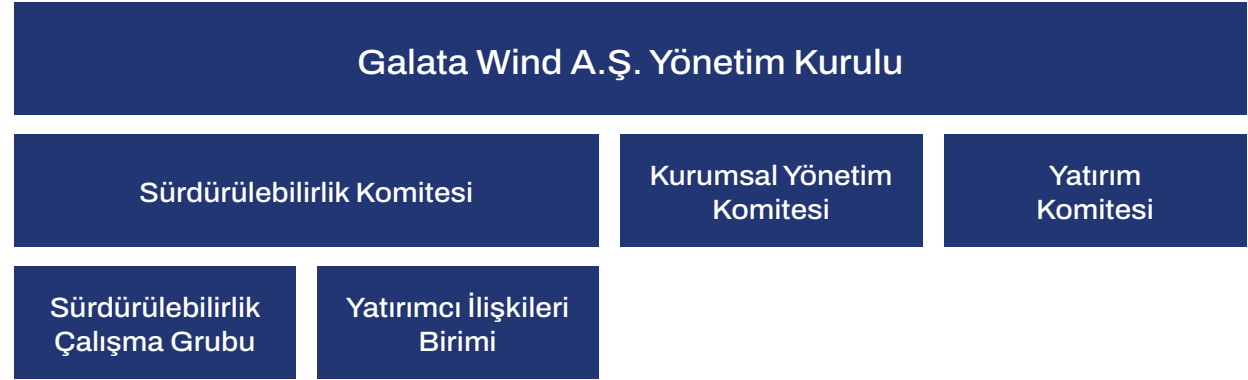 Galata Wind A.Ş. Yönetim Kurulu
Sürdürülebilirlik Komitesi
Kurumsal Yönetim
Komitesi
Yatırım
Komitesi
Sürdürülebilirlik
Çalışma Grubu
Yatırımcı İlişkileri
Birimi